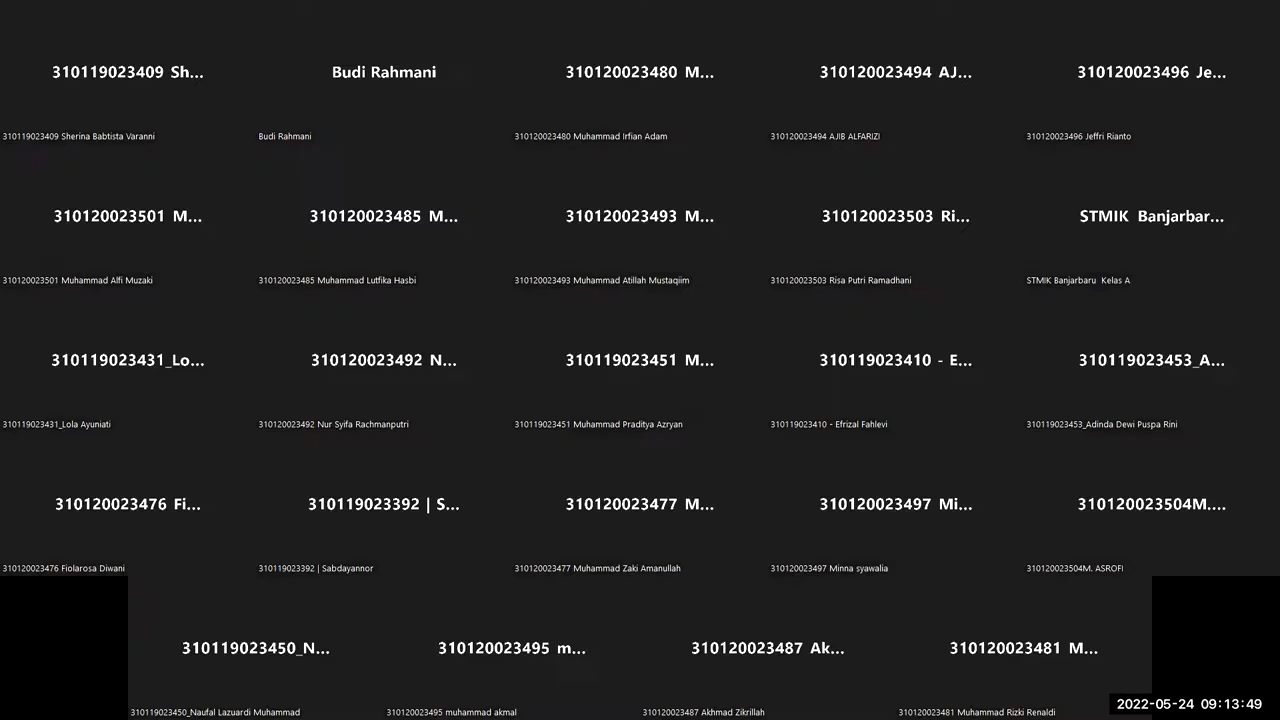 310119023409 Sh...
Budi Rahmani
310120023480 M...
310120023494 AJ...
310120023496 Je...
310119023409 Sherina Babtista Varanni
Budi Rahmani
310120023480 Muhammad Irfian Adam
310120023494 AJIB ALFARIZI
310120023496 Jeffri Rianto
310120023501 M...
310120023485 M...
310120023493 M...
310120023503 Ri...
STMIK Banjarbar...
310120023501 Muhammad Alfi Muzaki
310120023485 Muhammad Lutfika Hasbi
310120023493 Muhammad Atillah Mustaqiim
310120023503 Risa Putri Ramadhani
STMIK Banjarbaru  Kelas A
310119023431_Lo...
310120023492 N...
310119023451 M...
310119023410 - E...
310119023453_A...
310119023431_Lola Ayuniati
310120023492 Nur Syifa Rachmanputri
310119023451 Muhammad Praditya Azryan
310119023410 - Efrizal Fahlevi
310119023453_Adinda Dewi Puspa Rini
310120023476 Fi...
310119023392 | S...
310120023477 M...
310120023497 Mi...
310120023504M....
310120023476 Fiolarosa Diwani
310119023392 | Sabdayannor
310120023477 Muhammad Zaki Amanullah
310120023497 Minna syawalia
310120023504M. ASROFI
310119023450_N...
310120023495 m...
310120023487 Ak...
310120023481 M...
310119023450_Naufal Lazuardi Muhammad
310120023495 muhammad akmal
310120023487 Akhmad Zikrillah
310120023481 Muhammad Rizki Renaldi
2022-05-24 09:13:49